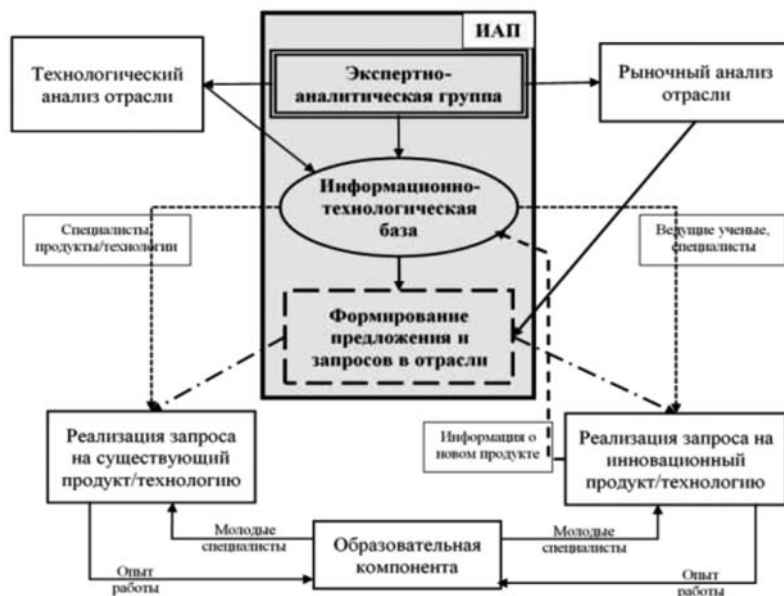 ИАП
Технологический
анализ отрасли
Экспертно-
аналитическая группа
Рыночный анализ
отрасли
Информационно-
технологическая
база
Специалисты,
продукты/технологии
Ведущие ученые,
специалисты
Формирование
предложения и
запросов в отрасли
Реализация запроса
на существующий
продукт/технологию
Информация о
новом продукте
Реализация запроса на
инновационный
продукт/технологию
Молодые
специалисты
Образовательная
компонента
Молодые
специалисты
Опыт
работы
Опыт
работы